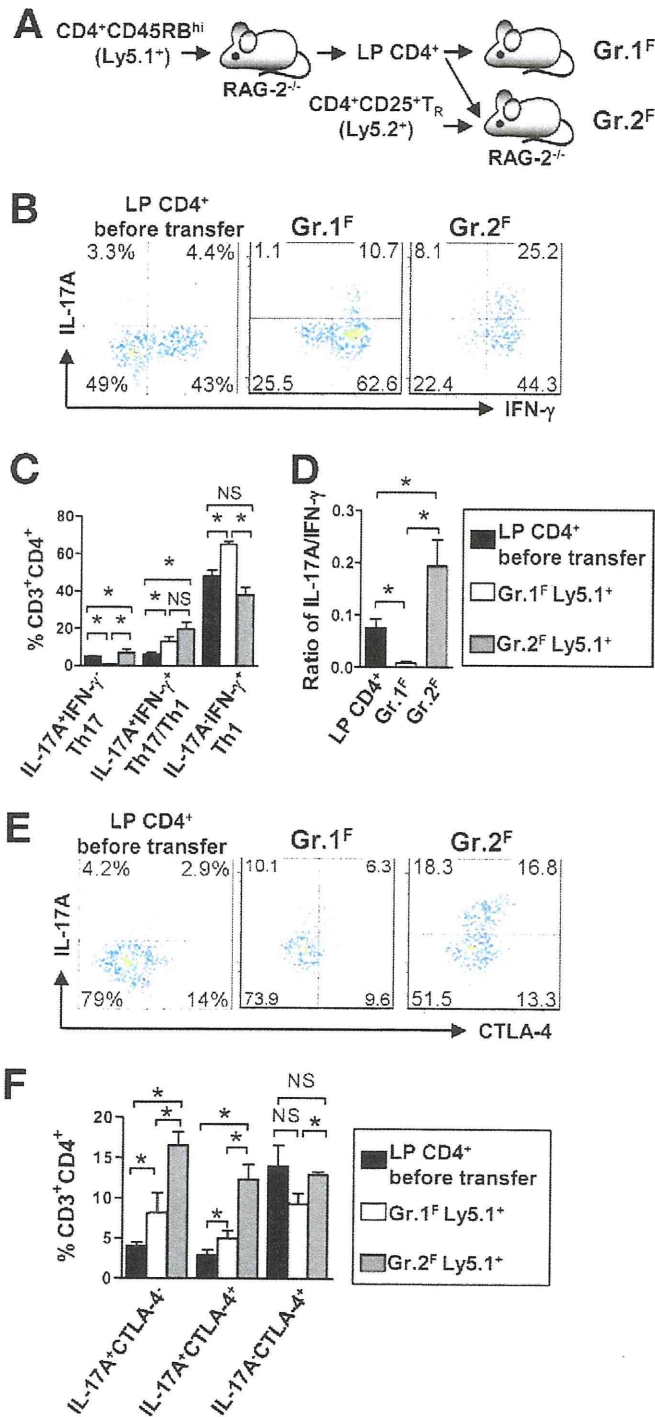 A
CD4+CD45RBhi
(Ly5.1+)
RAG-2-/-
LP CD4+
Gr.1F
CD4+CD25+TR
(Ly5.2+)
Gr.2F
RAG-2-/-
B
LP CD4+
before transfer
Gr.1F
Gr.2F
3.3% 4.4%
1.1 10.7
8.1 25.2
IL-17A
49% 43%
25.5 62.6
22.4 44.3
IFN-γ
C
% CD3+CD4+
80
60
40
20
0
* * * * * NS NS * *
IL-17A+IFN-γ-
Th17
IL-17A+IFN-γ+
Th17/Th1
IL-17A-IFN-γ+
Th1
D
Ratio of IL-17A/IFN-γ
0.3
0.2
0.1
0.0
* * *
LP CD4+
Gr.1F
Gr.2F
LP CD4+
before transfer
Gr.1F Ly5.1+
Gr.2F Ly5.1+
E
LP CD4+
before transfer
Gr.1F
Gr.2F
4.2% 2.9%
10.1 6.3
18.3 16.8
IL-17A
79% 14%
73.9 9.6
51.5 13.3
CTLA-4
F
% CD3+CD4+
20
15
10
5
0
* * * * * * NS NS *
IL-17A+CTLA-4-
IL-17A+CTLA-4+
IL-17A-CTLA-4+
LP CD4+
before transfer
Gr.1F Ly5.1+
Gr.2F Ly5.1+